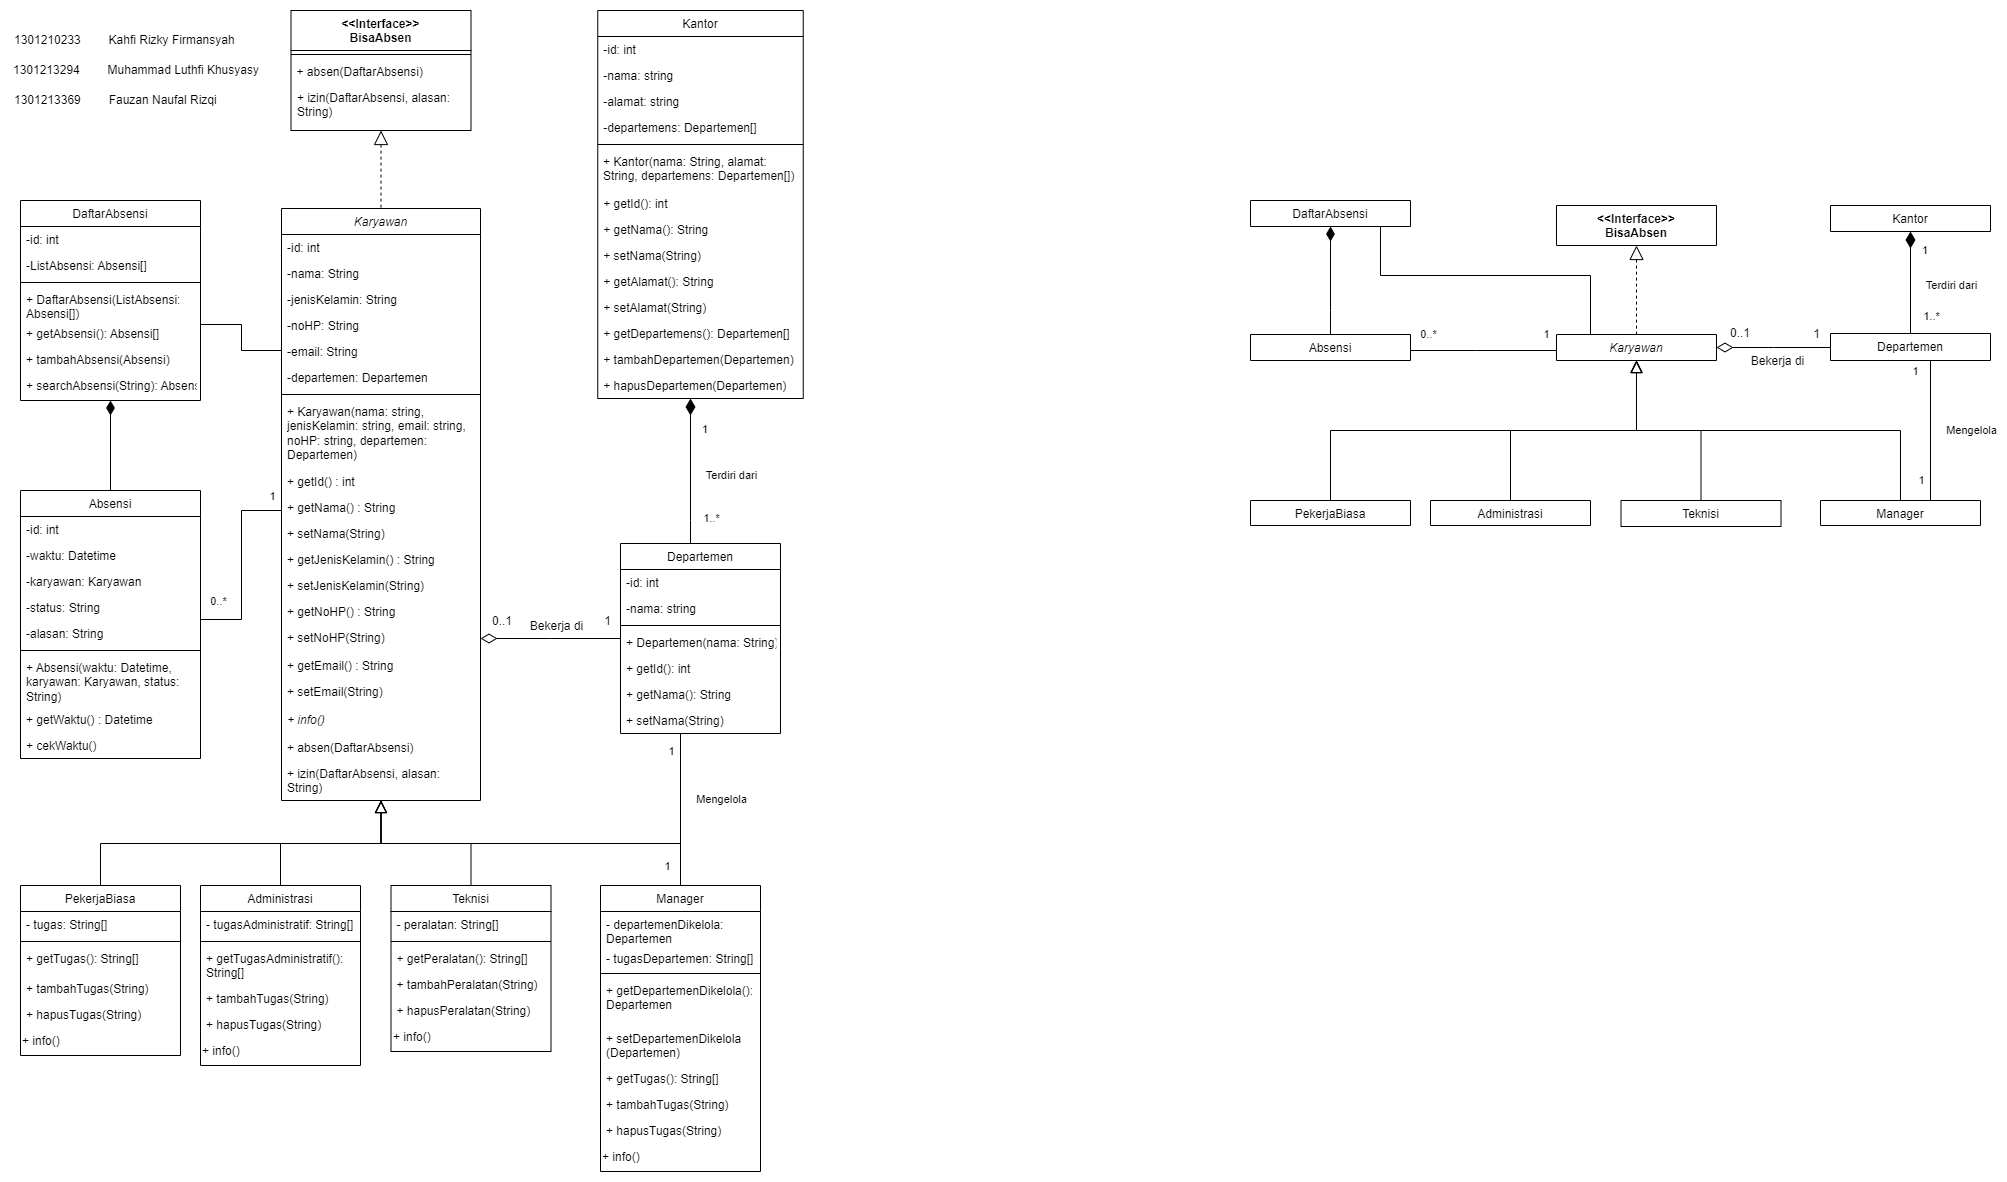 1301210233 Kahfi Rizky Firmansyah
1301213294 Muhammad Luthfi Khusyasy
1301213369 Fauzan Naufal Rizqi
<<Interface>>
BisaAbsen
+ absen(DaftarAbsensi)
+ izin(DaftarAbsensi, alasan:
String)
Kantor
-id: int
-nama: string
-alamat: string
-departemens: Departemen[]
+ Kantor(nama: String, alamat:
String, departemens: Departemen[])
+ getId(): int
+ getNama(): String
+ setNama(String)
+ getAlamat(): String
+ setAlamat(String)
+ getDepartemens(): Departemen[]
+ tambahDepartemen(Departemen)
+ hapusDepartemen(Departemen)
1
Terdiri dari
1..*
DaftarAbsensi
-id: int
-ListAbsensi: Absensi[]
+ DaftarAbsensi(ListAbsensi:
Absensi[])
+ getAbsensi(): Absensi[]
+ tambahAbsensi(Absensi)
+ searchAbsensi(String): Absens
Karyawan
-id: int
-nama: String
-jenisKelamin: String
-noHP: String
-email: String
-departemen: Departemen
+ Karyawan(nama: string,
jenisKelamin: string, email: string,
noHP: string, departemen:
Departemen)
+ getId() : int
+ getNama() : String
+ setNama(String)
+ getJenisKelamin() : String
+ setJenisKelamin(String)
+ getNoHP() : String
+ setNoHP(String)
+ getEmail() : String
+ setEmail(String)
+ info()
+ absen(DaftarAbsensi)
+ izin(DaftarAbsensi, alasan:
String)
Absensi
-id: int
-waktu: Datetime
-karyawan: Karyawan
-status: String
-alasan: String
+ Absensi(waktu: Datetime,
karyawan: Karyawan, status:
String)
+ getWaktu() : Datetime
+ cekWaktu()
1
0..*
0..1 Bekerja di 1
Departemen
-id: int
-nama: string
+ Departemen(nama: String)
+ getId(): int
+ getNama(): String
+ setNama(String)
1
Mengelola
1
PekerjaBiasa
- tugas: String[]
+ getTugas(): String[]
+ tambahTugas(String)
+ hapusTugas(String)
+ info()
Administrasi
- tugasAdministratif: String[]
+ getTugasAdministratif():
String[]
+ tambahTugas(String)
+ hapusTugas(String)
+ info()
Teknisi
- peralatan: String[]
+ getPeralatan(): String[]
+ tambahPeralatan(String)
+ hapusPeralatan(String)
+ info()
Manager
- departemenDikelola:
Departemen
- tugasDepartemen: String[]
+ getDepartemenDikelola():
Departemen
+ setDepartemenDikelola
(Departemen)
+ getTugas(): String[]
+ tambahTugas(String)
+ hapusTugas(String)
+ info()
DaftarAbsensi
<<Interface>>
BisaAbsen
Kantor
1
Terdiri dari
1..*
Absensi
0..* 1
Karyawan
0..1 1
Bekerja di
Departemen
1
Mengelola
1
PekerjaBiasa
Administrasi
Teknisi
Manager